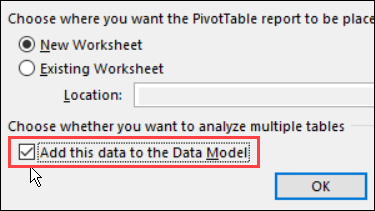 Choose where you want the PivotTable report to be place
New Worksheet
Existing Worksheet
Location:
Choose whether you want to analyze multiple tables
Add this data to the Data Model
OK